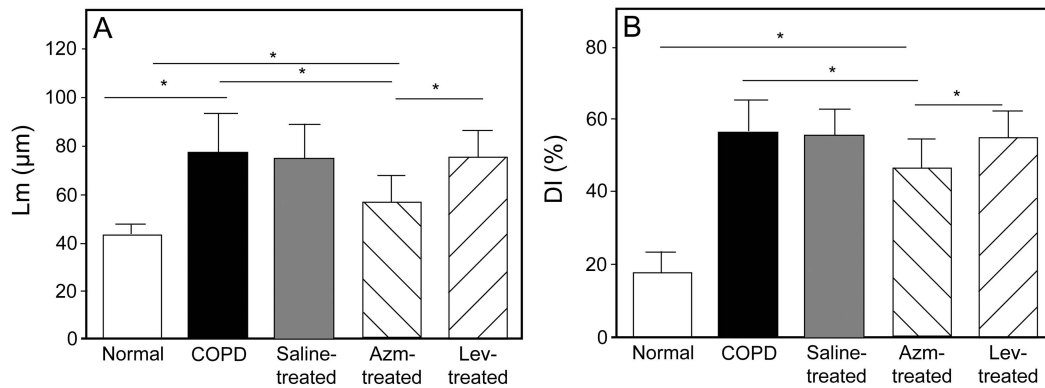 A
120
100
80
60
40
20
0
Lm (μm)
*
*
*
*
Normal
COPD
Saline-
treated
Azm-
treated
Lev-
treated
B
80
60
40
20
0
DI (%)
*
*
*
Normal
COPD
Saline-
treated
Azm-
treated
Lev-
treated